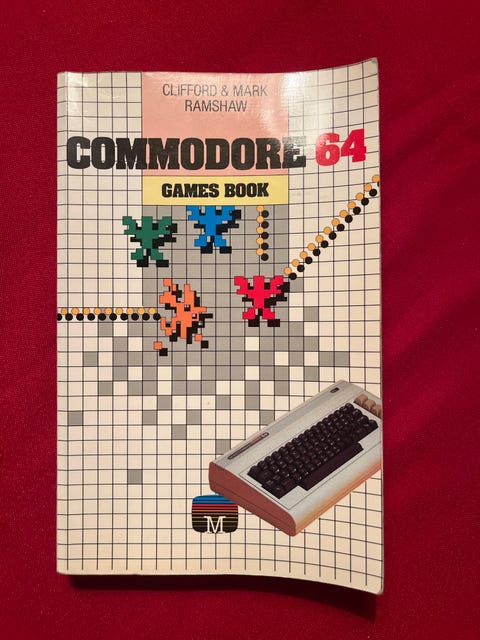 CLIFFORD & MARK
RAMSHAW
COMMODORE 64
GAMES BOOK
M